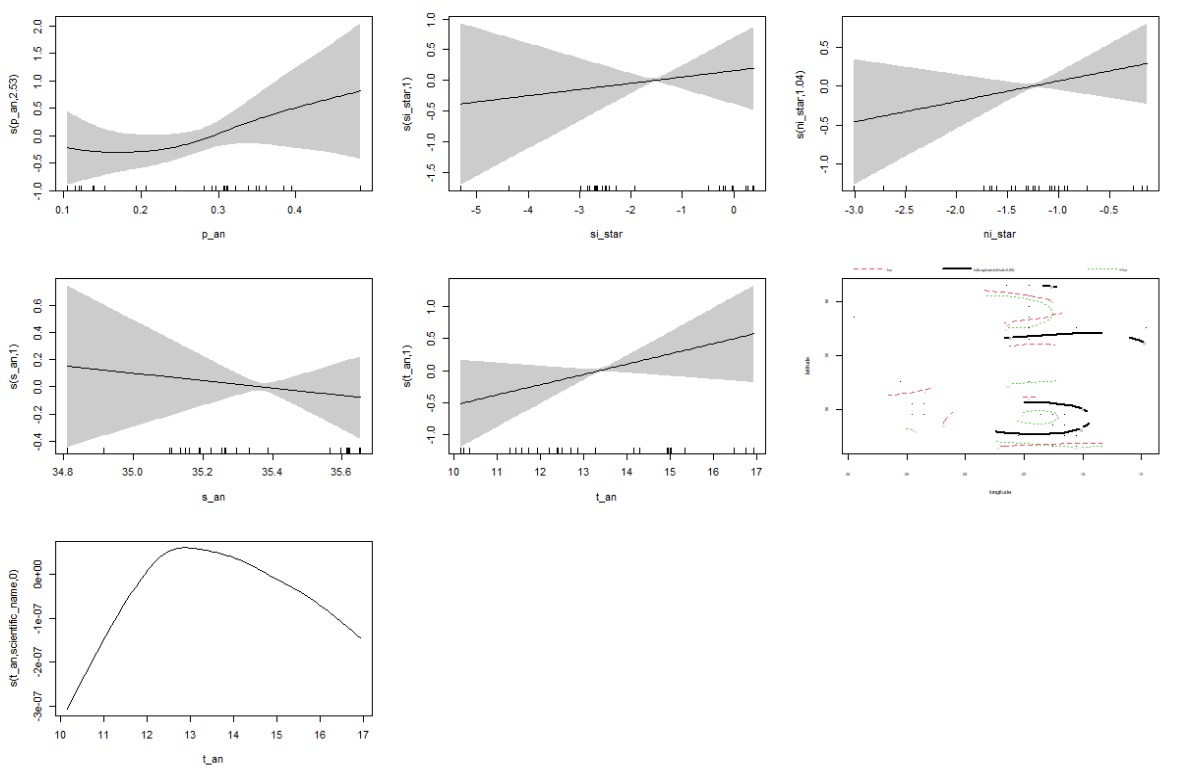 s(p_an,2.53)
2.0
1.5
1.0
0.5
0.0
-0.5
-1.0
0.1 0.2 0.3 0.4
p_an
s(si_star,1)
1.0
0.5
0.0
-0.5
-1.0
-1.5
-5 -4 -3 -2 -1 0
si_star
s(ni_star,1.04)
0.5
0.0
-0.5
-1.0
-3.0 -2.5 -2.0 -1.5 -1.0 -0.5
ni_star
s(s_an,1)
0.6
0.4
0.2
0.0
-0.2
-0.4
34.8 35.0 35.2 35.4 35.6
s_an
s(t_an,1)
1.0
0.5
0.0
-0.5
-1.0
10 11 12 13 14 15 16 17
t_an
latitude
longitude
s(t_an,scientific_name,0)
0e+00
-1e-07
-2e-07
-3e-07
10 11 12 13 14 15 16 17
t_an